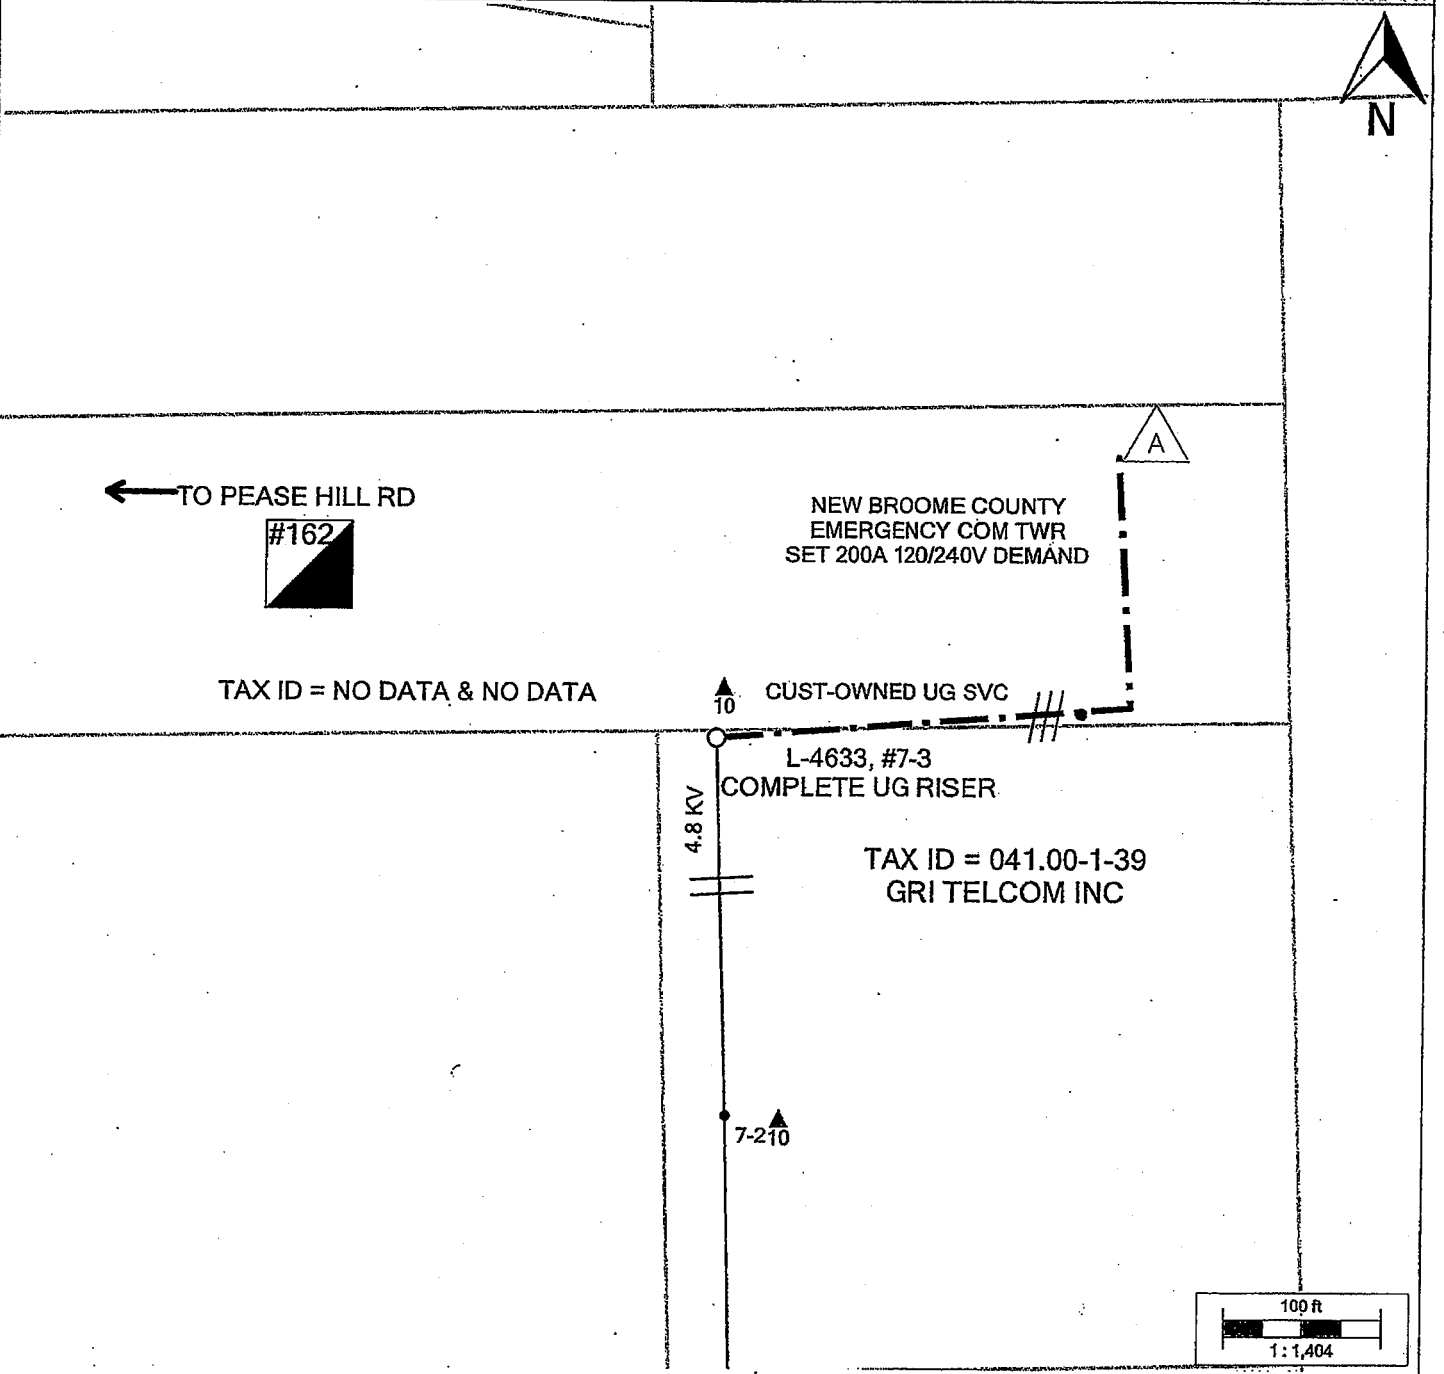 N
A
TO PEASE HILL RD
#162
NEW BROOME COUNTY
EMERGENCY COM TWR
SET 200A 120/240V DEMAND
TAX ID = NO DATA & NO DATA
10
CUST-OWNED UG SVC
L-4633, #7-3
COMPLETE UG RISER
4.8 KV
TAX ID = 041.00-1-39
GRI TELCOM INC
7-2 10
100 ft
1 : 1,404